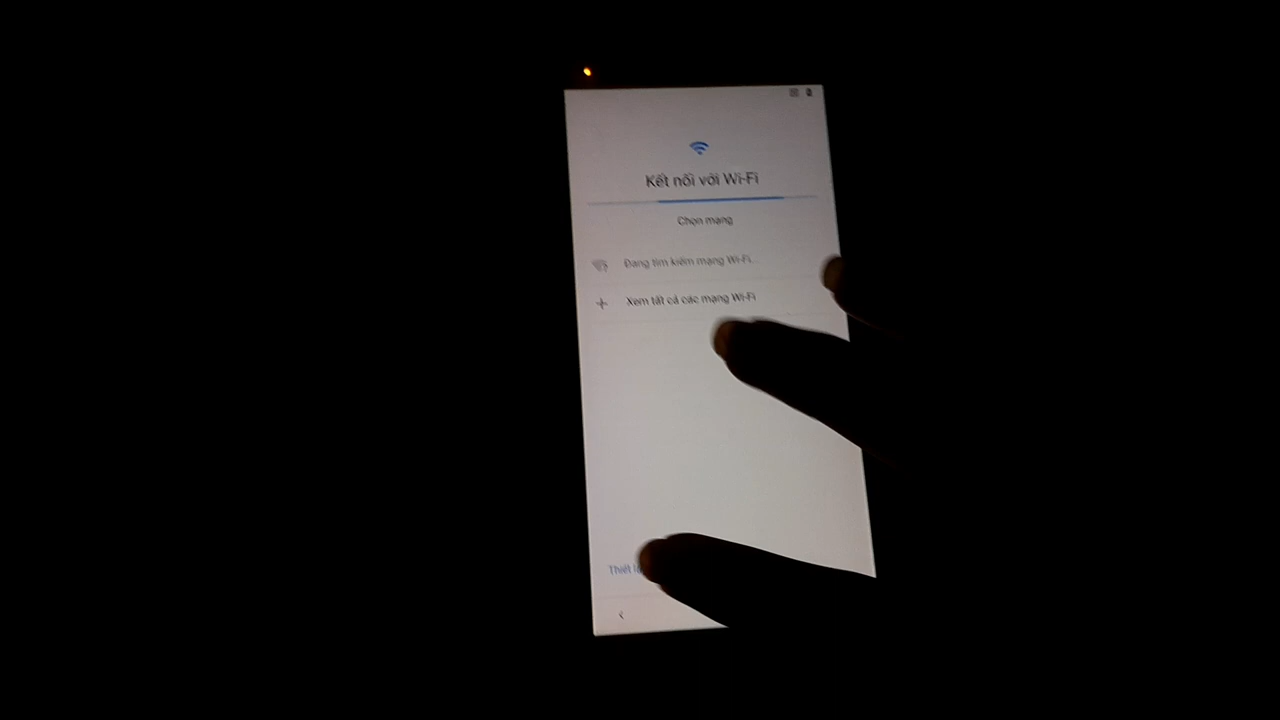 Kết nối với Wi-Fi
Chọn mạng
Đang tìm kiếm mạng Wi-Fi...
Xem tất cả các mạng Wi-Fi
Thiết